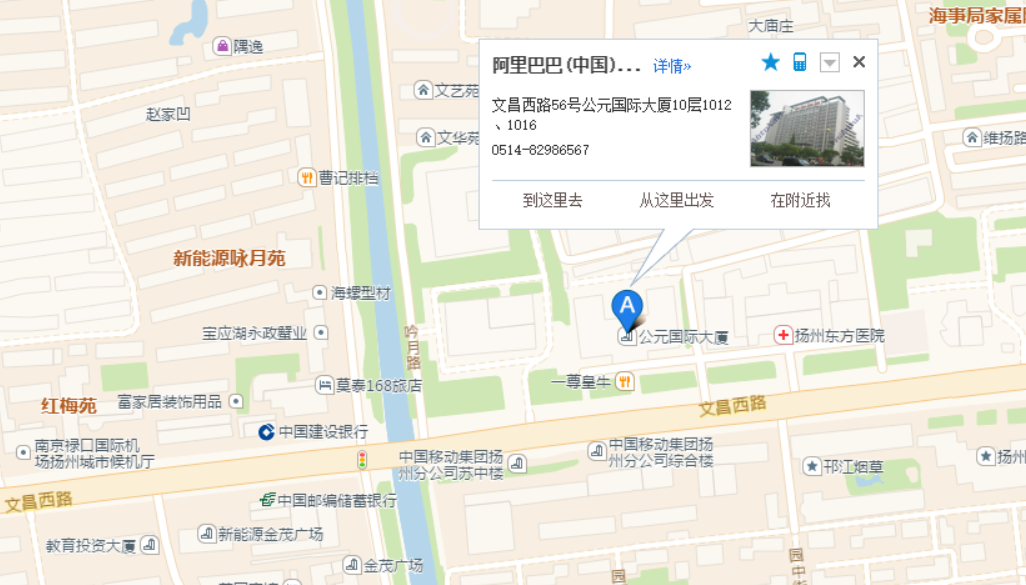 海事局家属
大庙庄
隅逸
阿里巴巴(中国)... 详情»
文艺苑
文昌西路56号公元国际大厦10层1012
、1016
赵家凹
文华苑
维扬路
0514-82986567
曹记排档
到这里去 从这里出发 在附近找
新能源咏月苑
海螺型材
A
宝应湖永政蟹业
公元国际大厦
扬州东方医院
吟月路
莫泰168旅店
一尊皇牛
红梅苑
富家居装饰用品
文昌西路
中国建设银行
南京禄口国际机
场扬州城市候机厅
中国移动集团扬
州分公司苏中楼
中国移动集团扬
州分公司综合楼
邗江烟草
扬州
文昌西路
中国邮编储蓄银行
新能源金茂广场
教育投资大厦
金茂广场